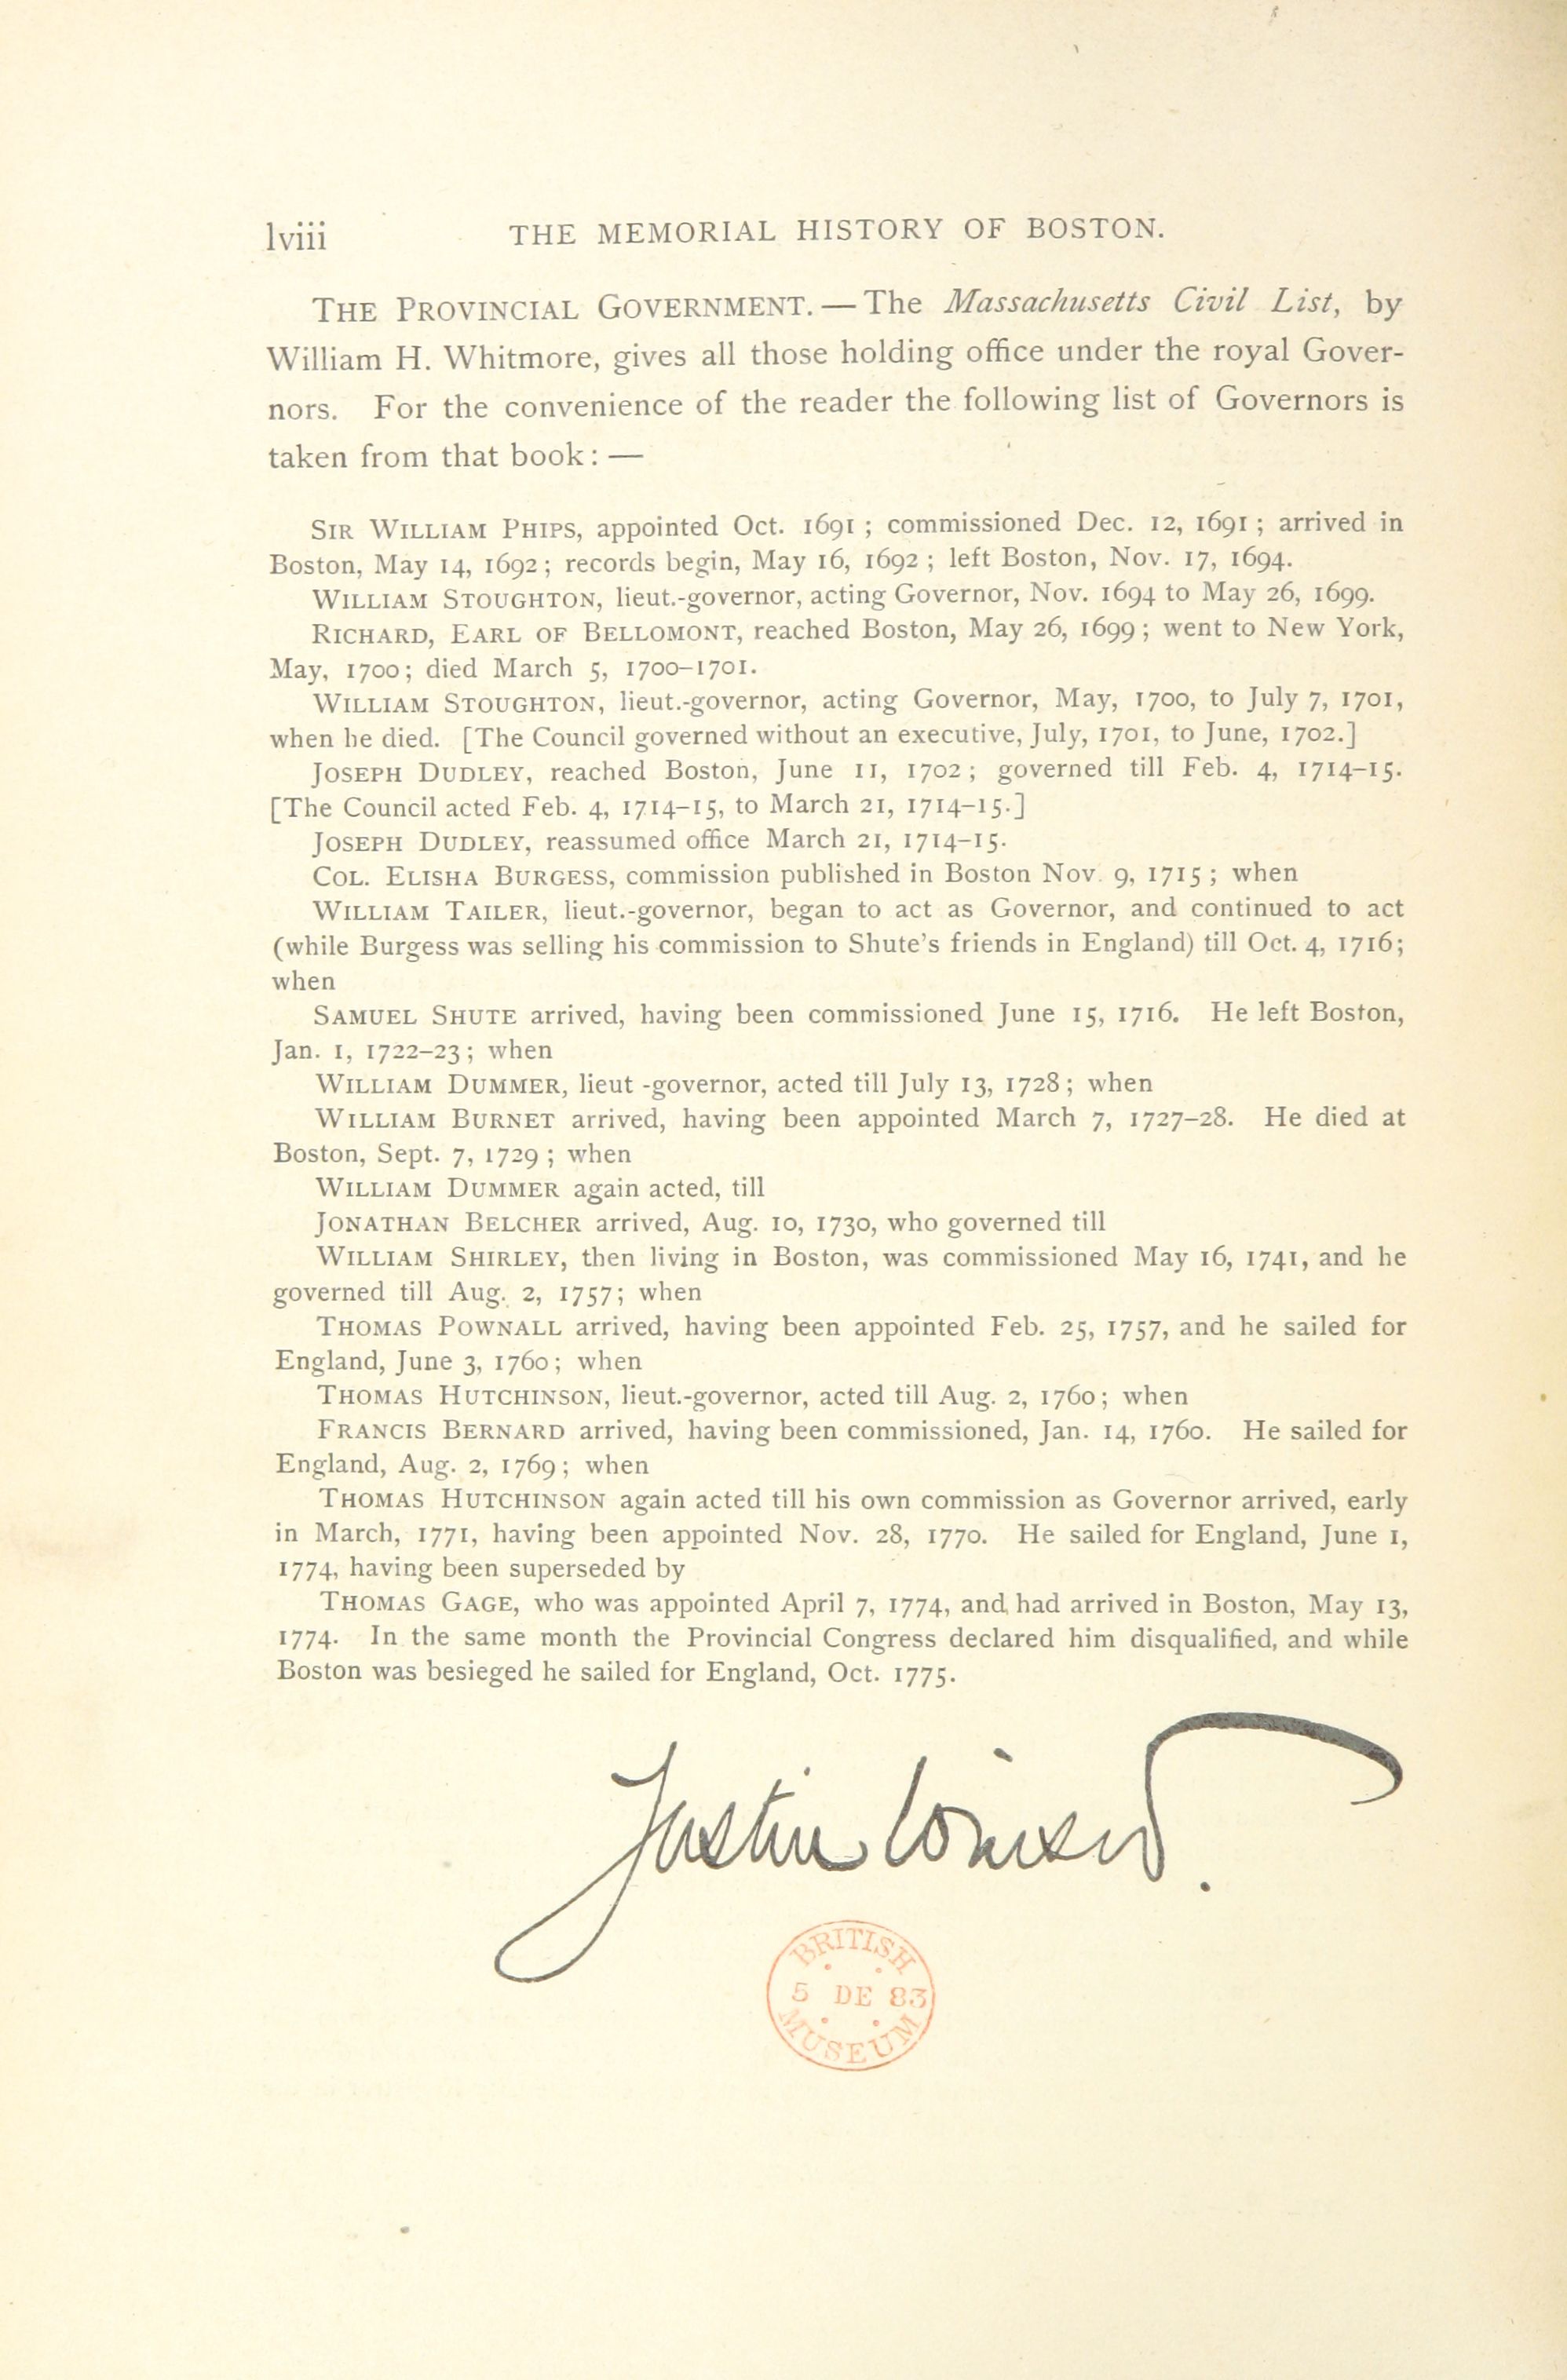 lviii THE MEMORIAL HISTORY OF BOSTON.
THE PROVINCIAL GOVERNMENT. — The Massachusetts Civil List, by
William H. Whitmore, gives all those holding office under the royal Gover-
nors. For the convenience of the reader the following list of Governors is
taken from that book: —
SIR WILLIAM PHIPS, appointed Oct. 1691; commissioned Dec. 12, 1691; arrived in
Boston, May 14, 1692; records begin, May 16, 1692; left Boston, Nov. 17, 1694.
WILLIAM STOUGHTON, lieut.-governor, acting Governor, Nov. 1694 to May 26, 1699.
RICHARD, EARL OF BELLOMONT, reached Boston, May 26, 1699; went to New York,
May, 1700; died March 5, 1700–1701.
WILLIAM STOUGHTON, lieut.-governor, acting Governor, May, 1700, to July 7, 1701,
when he died. [The Council governed without an executive, July, 1701, to June, 1702.]
JOSEPH DUDLEY, reached Boston, June 11, 1702; governed till Feb. 4, 1714–15.
[The Council acted Feb. 4, 1714–15, to March 21, 1714–15.]
JOSEPH DUDLEY, reassumed office March 21, 1714–15.
COL. ELISHA BURGESS, commission published in Boston Nov. 9, 1715; when
WILLIAM TAILER, lieut.-governor, began to act as Governor, and continued to act
(while Burgess was selling his commission to Shute's friends in England) till Oct. 4, 1716;
when
SAMUEL SHUTE arrived, having been commissioned June 15, 1716. He left Boston,
Jan. 1, 1722–23; when
WILLIAM DUMMER, lieut -governor, acted till July 13, 1728; when
WILLIAM BURNET arrived, having been appointed March 7, 1727–28. He died at
Boston, Sept. 7, 1729; when
WILLIAM DUMMER again acted, till
JONATHAN BELCHER arrived, Aug. 10, 1730, who governed till
WILLIAM SHIRLEY, then living in Boston, was commissioned May 16, 1741, and he
governed till Aug. 2, 1757; when
THOMAS POWNALL arrived, having been appointed Feb. 25, 1757, and he sailed for
England, June 3, 1760; when
THOMAS HUTCHINSON, lieut.-governor, acted till Aug. 2, 1760; when
FRANCIS BERNARD arrived, having been commissioned, Jan. 14, 1760. He sailed for
England, Aug. 2, 1769; when
THOMAS HUTCHINSON again acted till his own commission as Governor arrived, early
in March, 1771, having been appointed Nov. 28, 1770. He sailed for England, June 1,
1774, having been superseded by
THOMAS GAGE, who was appointed April 7, 1774, and had arrived in Boston, May 13,
1774. In the same month the Provincial Congress declared him disqualified, and while
Boston was besieged he sailed for England, Oct. 1775.
Justin Winsor.
BRITISH
5 DE 83
MUSEUM